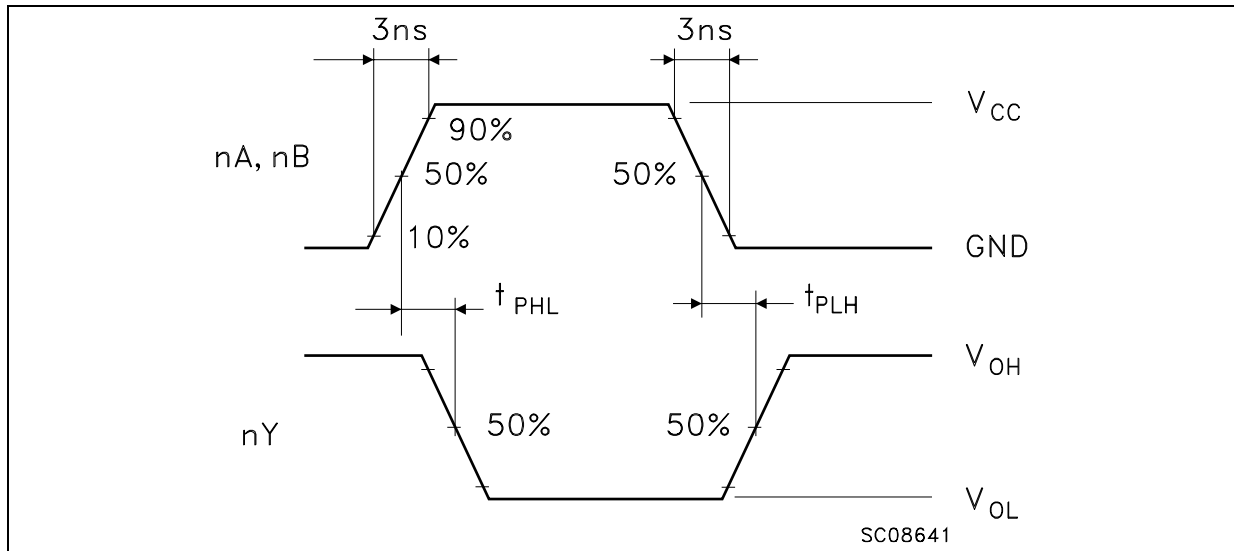 3ns 3ns
V_CC
90%
nA, nB
50% 50%
10%
GND
t_PHL t_PLH
V_OH
50% 50%
nY
V_OL
SC08641